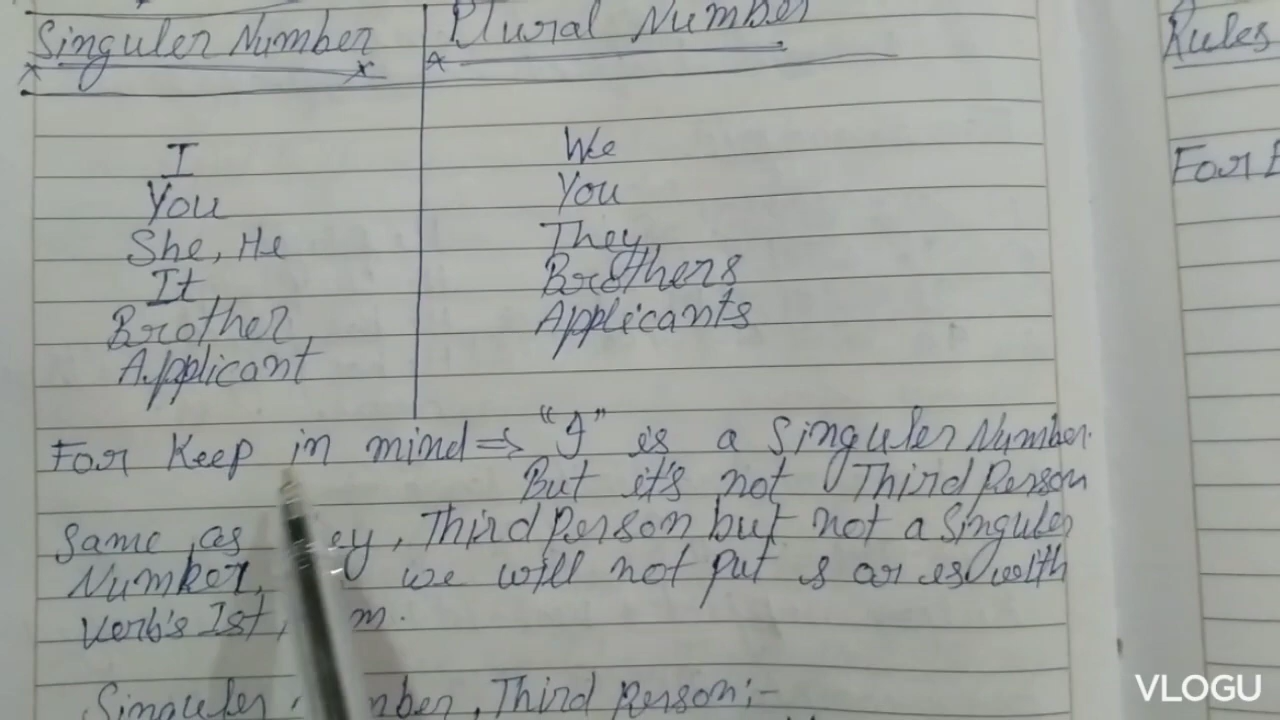 Singuler Number
Plural Number
I
You
She, He
It
Brother
Applicant
We
You
They
Brothers
Applicants
For Keep in mind ⇒ "I" is a Singuler Number.
But it's not Third Person
Same as ey, Third Person but not a Singuler
Number, we will not put s or es with
Verb's Ist, m.
Singuler mber, Third Person:-
Rules
For
VLOGU